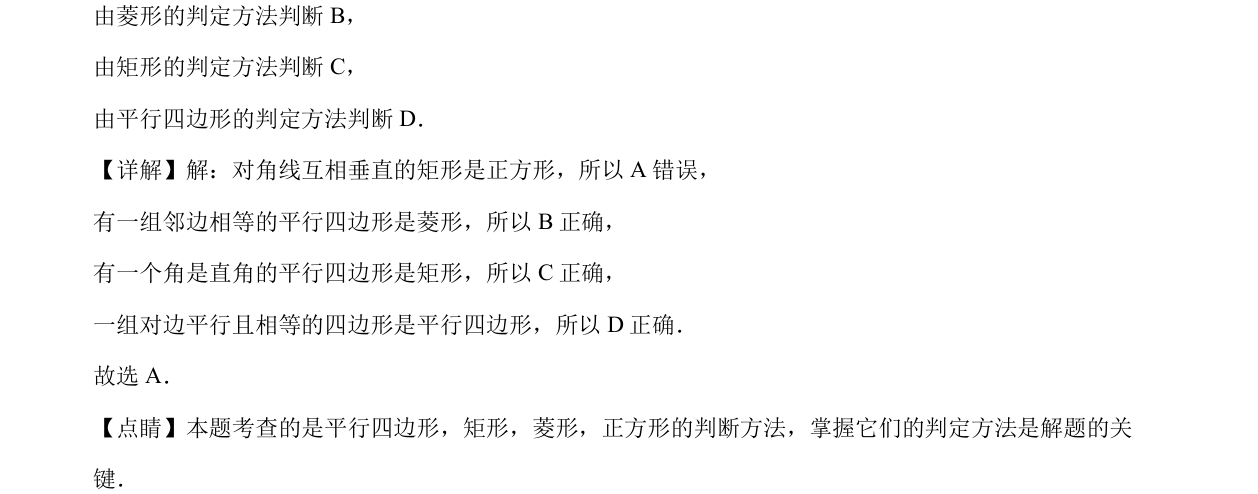 由菱形的判定方法判断 B，
由矩形的判定方法判断 C，
由平行四边形的判定方法判断 D．
【详解】解：对角线互相垂直的矩形是正方形，所以 A 错误，
有一组邻边相等的平行四边形是菱形，所以 B 正确，
有一个角是直角的平行四边形是矩形，所以 C 正确，
一组对边平行且相等的四边形是平行四边形，所以 D 正确．
故选 A．
【点睛】本题考查的是平行四边形，矩形，菱形，正方形的判断方法，掌握它们的判定方法是解题的关
键．